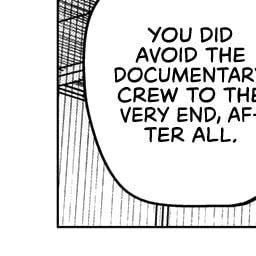 YOU DID
AVOID THE
DOCUMENTARY
CREW TO THE
VERY END, AF-
TER ALL.